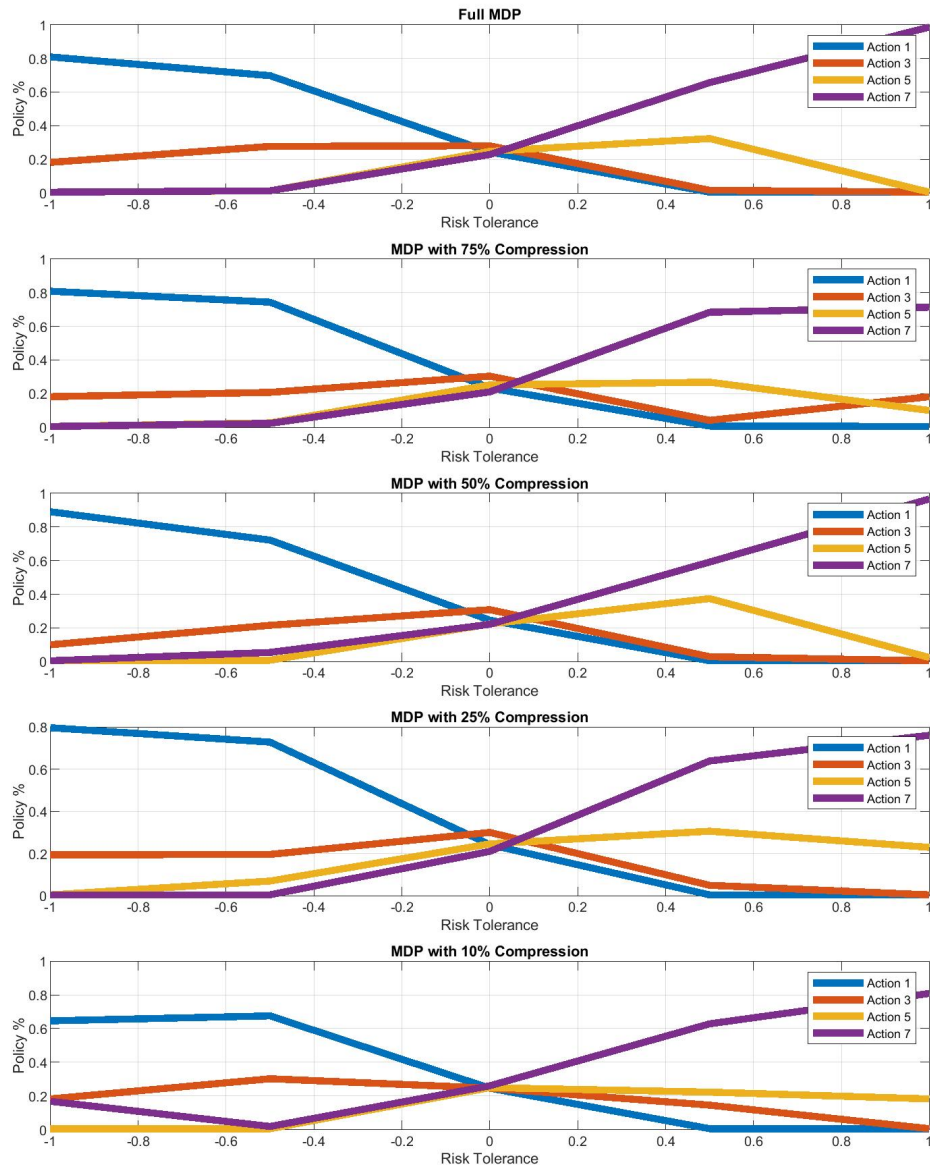 Full MDP
1
0.8
0.6
0.4
0.2
0
Policy %
-1 -0.8 -0.6 -0.4 -0.2 0 0.2 0.4 0.6 0.8 1
Risk Tolerance
Action 1
Action 3
Action 5
Action 7
MDP with 75% Compression
1
0.8
0.6
0.4
0.2
0
Policy %
-1 -0.8 -0.6 -0.4 -0.2 0 0.2 0.4 0.6 0.8 1
Risk Tolerance
Action 1
Action 3
Action 5
Action 7
MDP with 50% Compression
1
0.8
0.6
0.4
0.2
0
Policy %
-1 -0.8 -0.6 -0.4 -0.2 0 0.2 0.4 0.6 0.8 1
Risk Tolerance
Action 1
Action 3
Action 5
Action 7
MDP with 25% Compression
0.8
0.6
0.4
0.2
0
Policy %
-1 -0.8 -0.6 -0.4 -0.2 0 0.2 0.4 0.6 0.8 1
Risk Tolerance
Action 1
Action 3
Action 5
Action 7
MDP with 10% Compression
1
0.8
0.6
0.4
0.2
0
Policy %
-1 -0.8 -0.6 -0.4 -0.2 0 0.2 0.4 0.6 0.8 1
Risk Tolerance
Action 1
Action 3
Action 5
Action 7